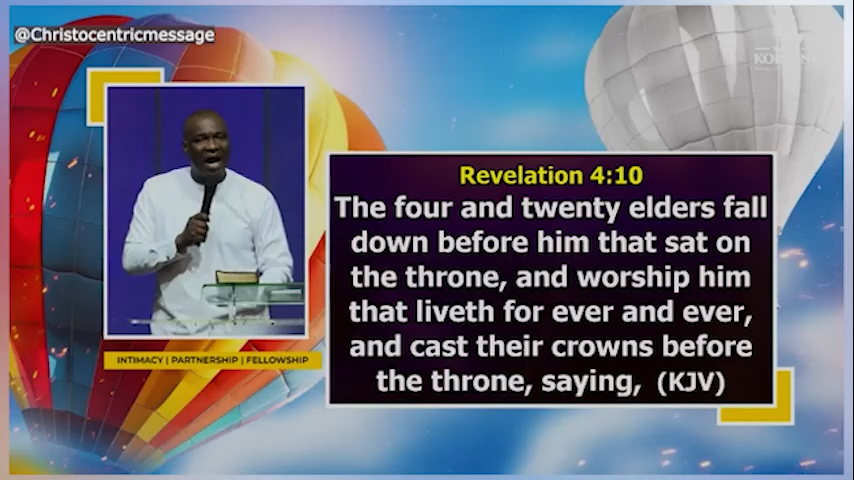 @Christocentricmessage
INTIMACY | PARTNERSHIP | FELLOWSHIP
Revelation 4:10
The four and twenty elders fall
down before him that sat on
the throne, and worship him
that liveth for ever and ever,
and cast their crowns before
the throne, saying, (KJV)